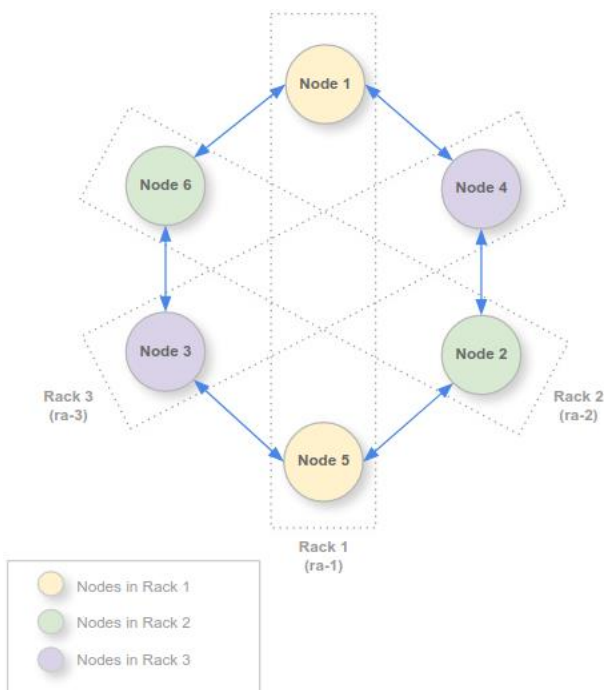 Node 1
Node 6
Node 4
Node 3
Node 2
Rack 3
(ra-3)
Rack 2
(ra-2)
Node 5
Rack 1
(ra-1)
Nodes in Rack 1
Nodes in Rack 2
Nodes in Rack 3